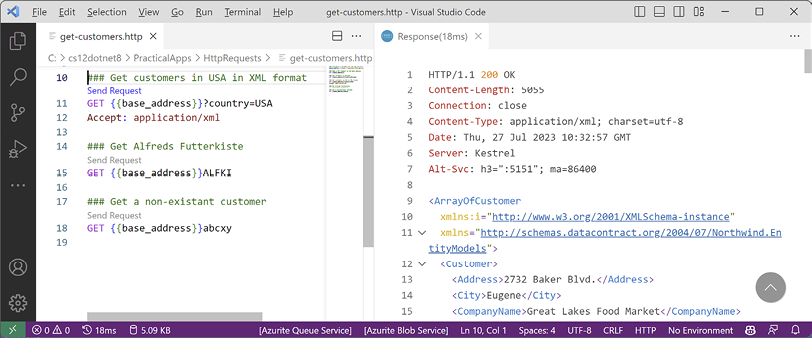 File Edit Selection View Go Run Terminal Help get-customers.http - Visual Studio Code
get-customers.http
C: > cs12dotnet8 > PracticalApps > HttpRequests > get-customers.http
10 ### Get customers in USA in XML format
Send Request
11 GET {{base_address}}?country=USA
12 Accept: application/xml
13
14 ### Get Alfreds Futterkiste
Send Request
15 GET {{base_address}}ALFKI
16
17 ### Get a non-existant customer
Send Request
18 GET {{base_address}}abcxy
19
Response(18ms)
1 HTTP/1.1 200 OK
2 Content-Length: 5055
3 Connection: close
4 Content-Type: application/xml; charset=utf-8
5 Date: Thu, 27 Jul 2023 10:32:57 GMT
6 Server: Kestrel
7 Alt-Svc: h3=":5151"; ma=86400
8
9 <ArrayOfCustomer
10 xmlns:i="http://www.w3.org/2001/XMLSchema-instance"
11 xmlns="http://schemas.datacontract.org/2004/07/Northwind.En
tityModels">
12 <Customer>
13 <Address>2732 Baker Blvd.</Address>
14 <City>Eugene</City>
15 <CompanyName>Great Lakes Food Market</CompanyName>
0 0 18ms 5.09 KB [Azurite Queue Service] [Azurite Blob Service] Ln 10, Col 1 Spaces: 4 UTF-8 CRLF HTTP No Environment